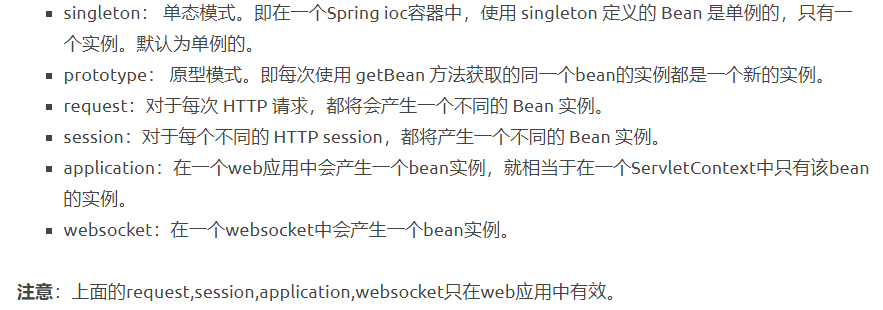 singleton： 单态模式。即在一个Spring ioc容器中，使用 singleton 定义的 Bean 是单例的，只有一
个实例。默认为单例的。
prototype： 原型模式。即每次使用 getBean 方法获取的同一个bean的实例都是一个新的实例。
request：对于每次 HTTP 请求，都将会产生一个不同的 Bean 实例。
session：对于每个不同的 HTTP session，都将产生一个不同的 Bean 实例。
application：在一个web应用中会产生一个bean实例，就相当于在一个ServletContext中只有该bean
的实例。
websocket：在一个websocket中会产生一个bean实例。
注意：上面的request,session,application,websocket只在web应用中有效。